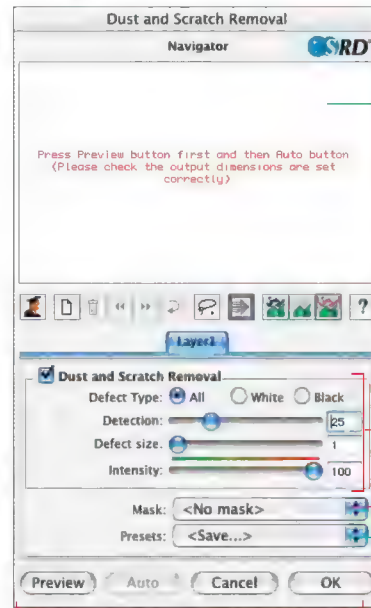 Dust and Scratch Removal
Navigator
SRD
Press Preview button first and then Auto button
(Please check the output dimensions are set
correctly)
?
Layer1
Dust and Scratch Removal
Defect Type: All White Black
Detection: 25
Defect size: 1
Intensity: 100
Mask: <No mask>
Presets: <Save...>
Preview Auto Cancel OK